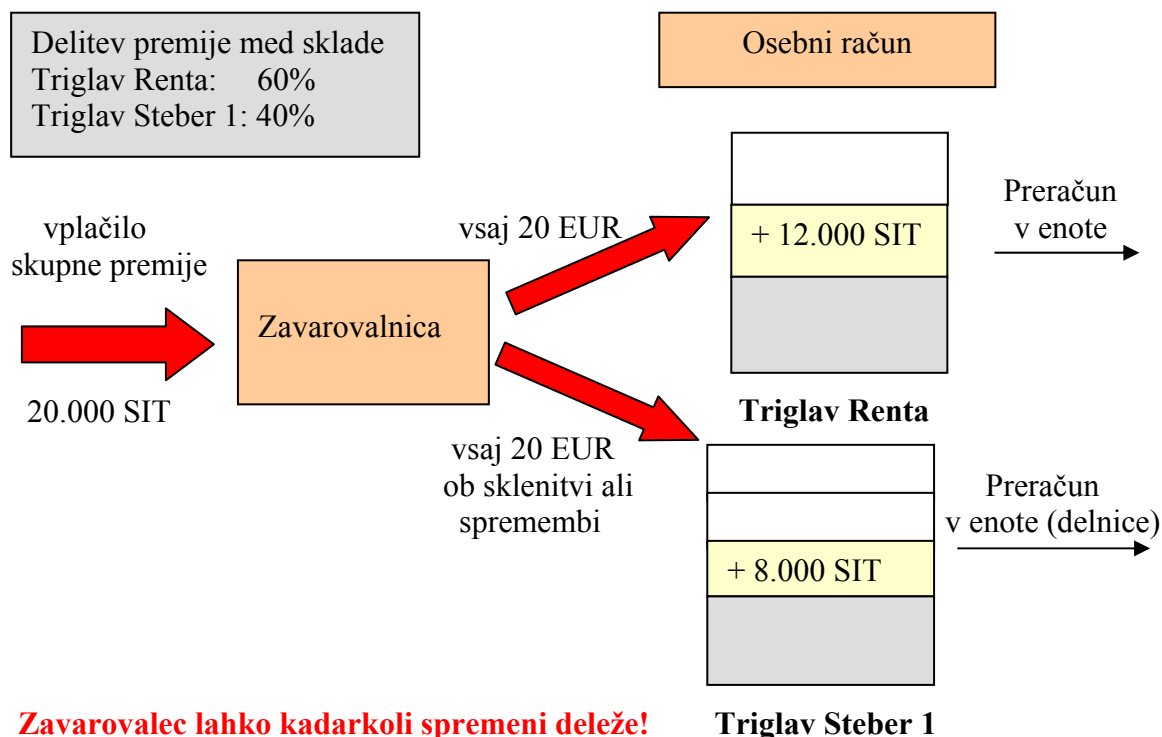 Delitev premije med sklade
Triglav Renta: 60%
Triglav Steber 1: 40%
Osebni račun
vplačilo
skupne premije
20.000 SIT
Zavarovalnica
vsaj 20 EUR
+ 12.000 SIT
Preračun
v enote
Triglav Renta
vsaj 20 EUR
ob sklenitvi ali
spremembi
+ 8.000 SIT
Preračun
v enote (delnice)
Zavarovalec lahko kadarkoli spremeni deleže!
Triglav Steber 1